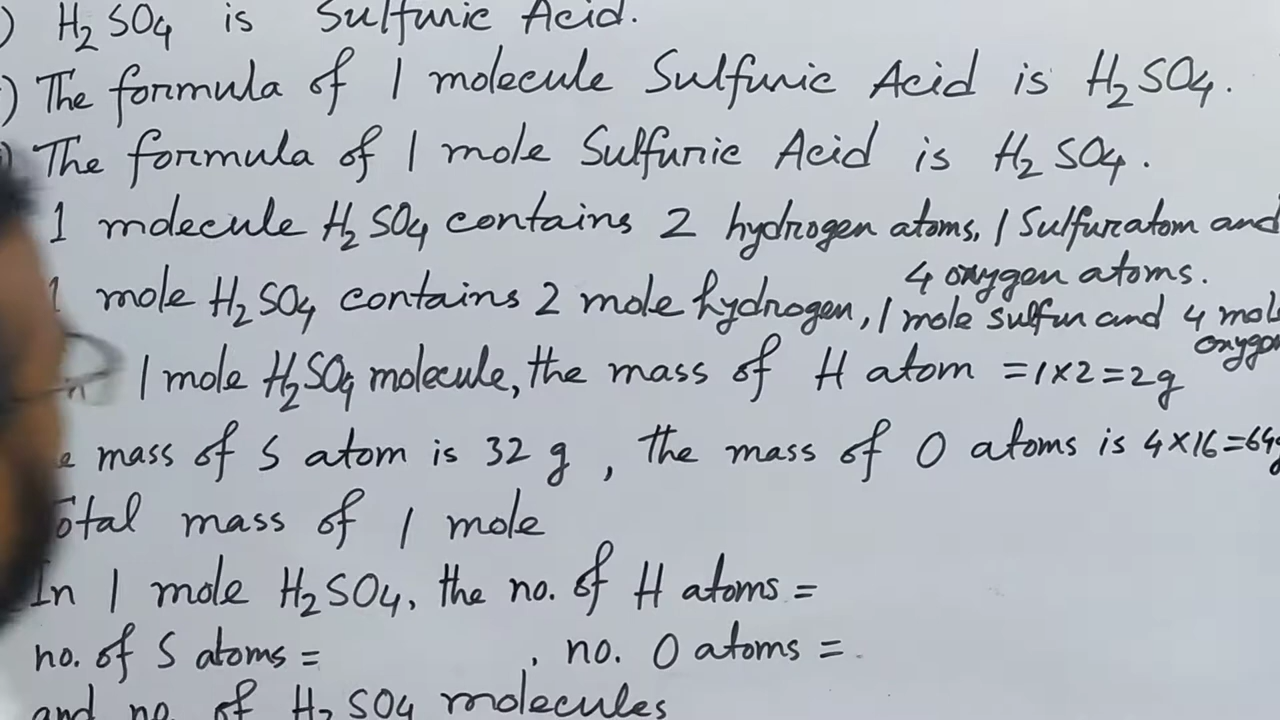 ) H₂SO₄ is Sulfuric Acid.
) The formula of 1 molecule Sulfuric Acid is H₂SO₄.
) The formula of 1 mole Sulfuric Acid is H₂SO₄.
1 molecule H₂SO₄ contains 2 hydrogen atoms, 1 Sulfur atom and
4 oxygen atoms.
1 mole H₂SO₄ contains 2 mole hydrogen, 1 mole sulfur and 4 mol
oxygen
1 mole H₂SO₄ molecule, the mass of H atom = 1×2=2g
e mass of S atom is 32 g, the mass of O atoms is 4×16=64g
Total mass of 1 mole
In 1 mole H₂SO₄, the no. of H atoms =
no. of S atoms = , no. O atoms =
and no. of H₂SO₄ molecules